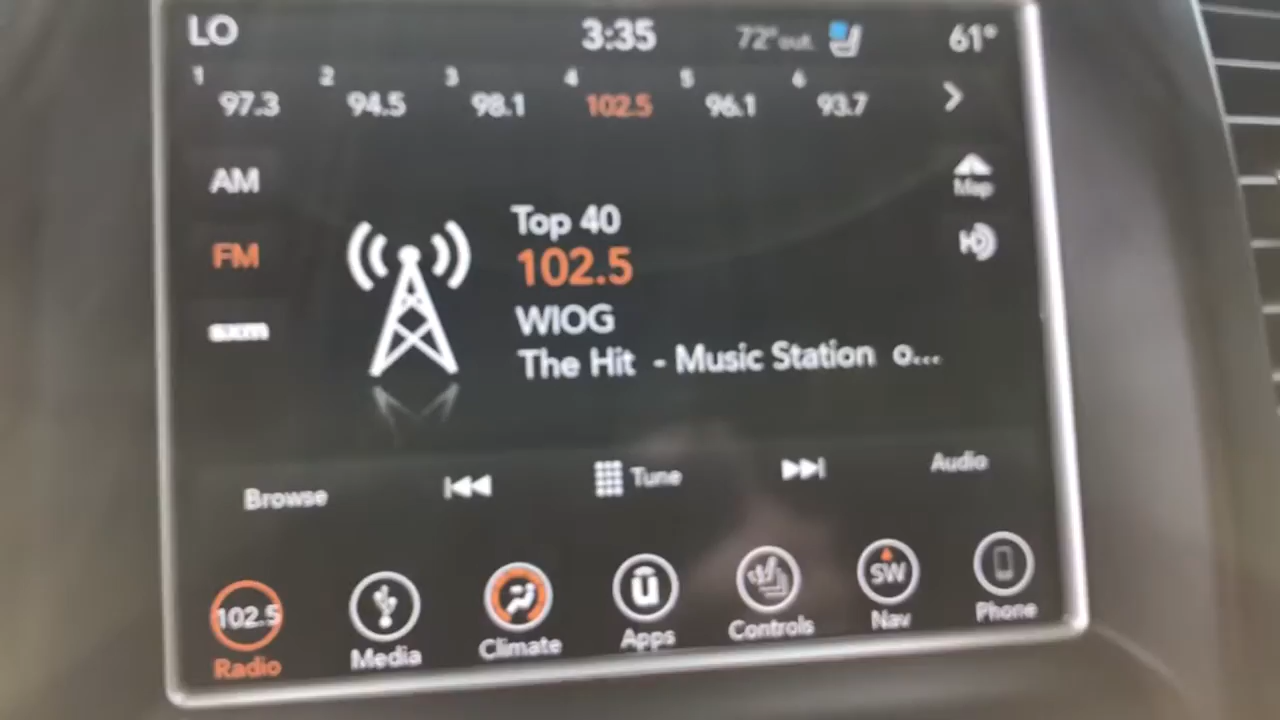 LO 3:35 72° out. 61°
1 2 3 4 5 6
97.3 94.5 98.1 102.5 96.1 93.7
AM
Map
FM
sxm
Top 40
102.5
WIOG
The Hit - Music Station o...
Browse Tune Audio
102.5 SW
Radio Media Climate Apps Controls Nav Phone